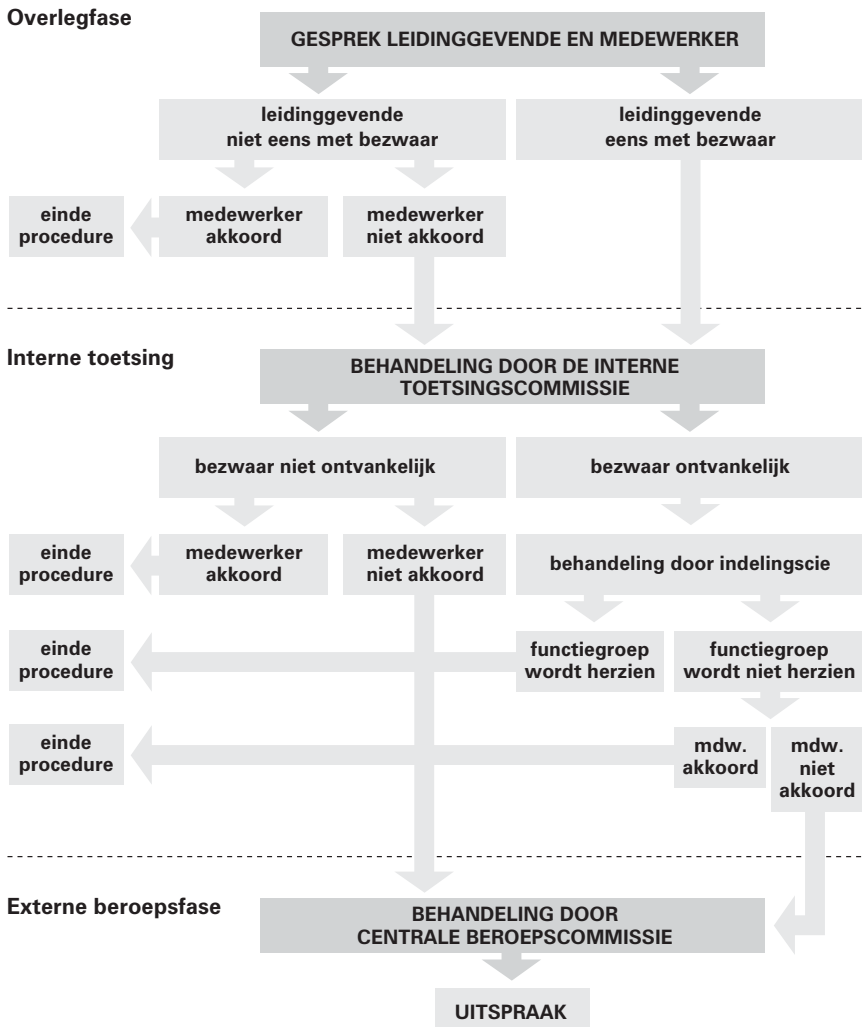 Overlegfase
GESPREK LEIDINGGEVENDE EN MEDEWERKER
leidinggevende
niet eens met bezwaar
leidinggevende
eens met bezwaar
einde
procedure
medewerker
akkoord
medewerker
niet akkoord
Interne toetsing
BEHANDELING DOOR DE INTERNE
TOETSINGSCOMMISSIE
bezwaar niet ontvankelijk
bezwaar ontvankelijk
einde
procedure
medewerker
akkoord
medewerker
niet akkoord
behandeling door indelingscie
einde
procedure
functiegroep
wordt herzien
functiegroep
wordt niet herzien
einde
procedure
mdw.
akkoord
mdw.
niet
akkoord
Externe beroepsfase
BEHANDELING DOOR
CENTRALE BEROEPSCOMMISSIE
UITSPRAAK